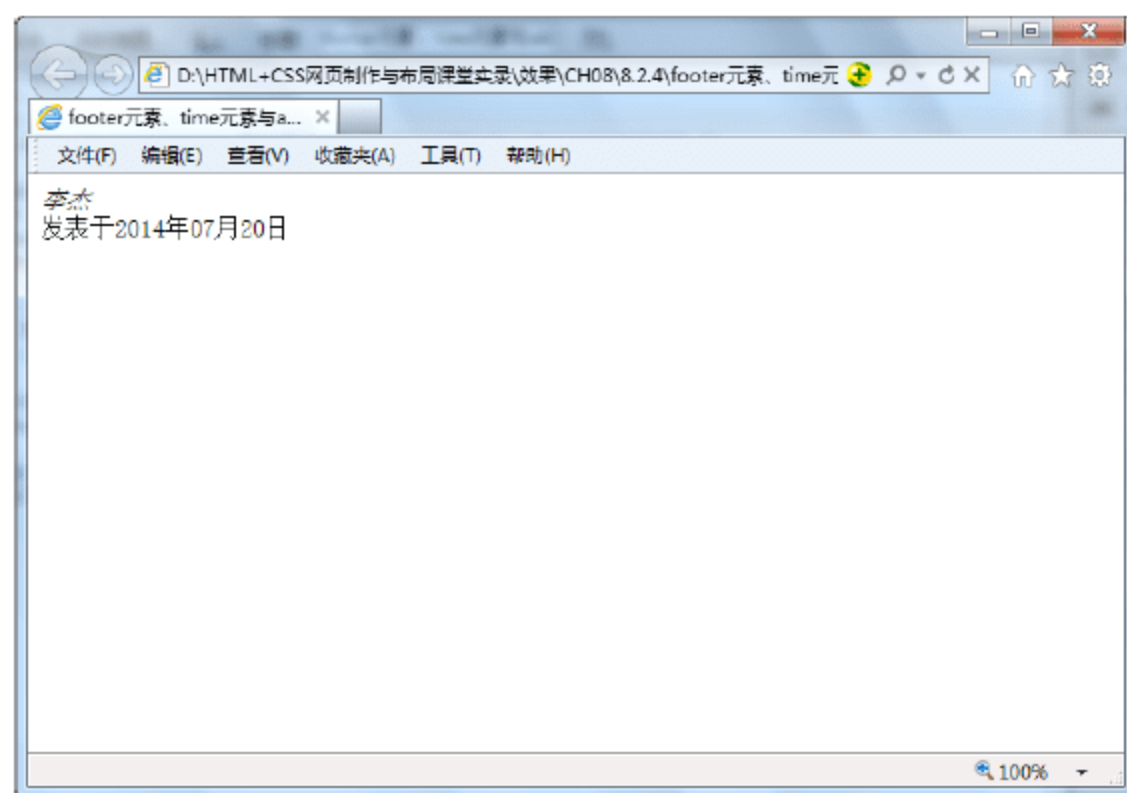 D:\HTML+CSS网页制作与布局课堂实录\效果\CH08\8.2.4\footer元素、time元
footer元素、time元素与a...
文件(F) 编辑(E) 查看(V) 收藏夹(A) 工具(T) 帮助(H)
李杰
发表于2014年07月20日
100%